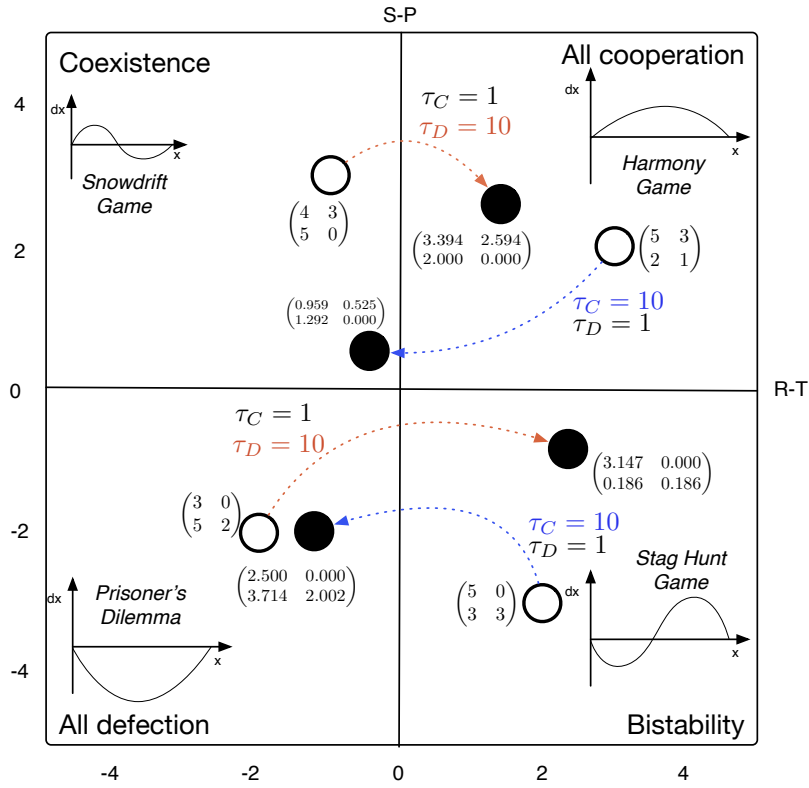 S-P
Coexistence
All cooperation
dx
x
Snowdrift
Game
τ_C = 1
τ_D = 10
dx
x
Harmony
Game
4
(4 3
5 0)
(3.394 2.594
2.000 0.000)
(5 3
2 1)
2
τ_C = 10
τ_D = 1
(0.959 0.525
1.292 0.000)
0
R-T
τ_C = 1
τ_D = 10
(3.147 0.000
0.186 0.186)
(3 0
5 2)
-2
(2.500 0.000
3.714 2.002)
τ_C = 10
τ_D = 1
(5 0
3 3)
Stag Hunt
Game
dx
x
dx
Prisoner's
Dilemma
x
-4
All defection
Bistability
-4 -2 0 2 4